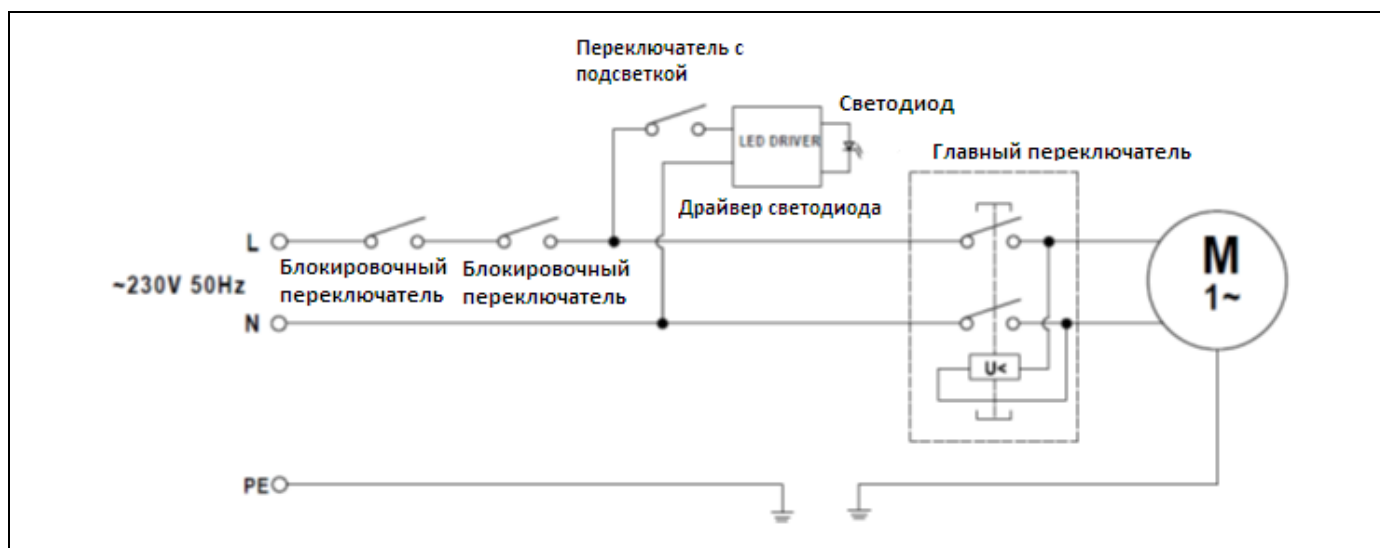 Переключатель с
подсветкой
Светодиод
LED DRIVER
Главный переключатель
Драйвер светодиода
L
Блокировочный
переключатель
Блокировочный
переключатель
~230V 50Hz
N
M
1~
U<
PE